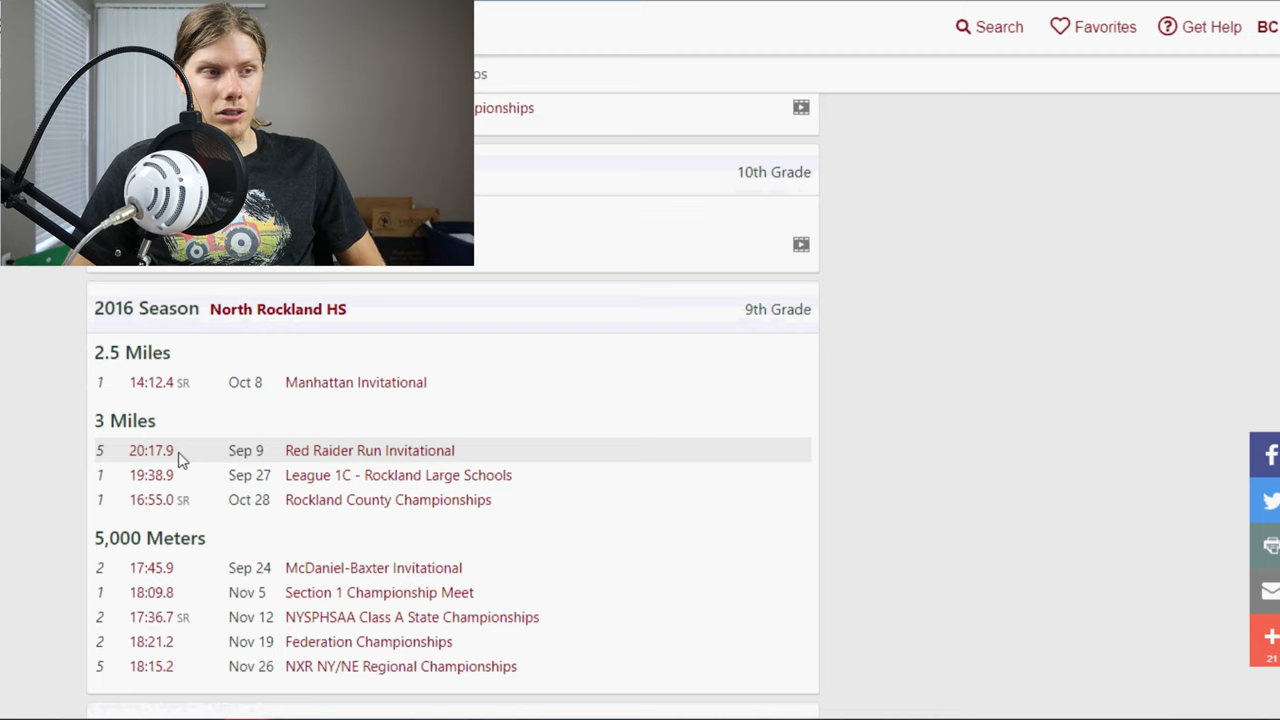 Search Favorites Get Help BC
os
pionships
10th Grade
2016 Season North Rockland HS 9th Grade
2.5 Miles
1 14:12.4 SR Oct 8 Manhattan Invitational
3 Miles
5 20:17.9 Sep 9 Red Raider Run Invitational
1 19:38.9 Sep 27 League 1C - Rockland Large Schools
1 16:55.0 SR Oct 28 Rockland County Championships
5,000 Meters
2 17:45.9 Sep 24 McDaniel-Baxter Invitational
1 18:09.8 Nov 5 Section 1 Championship Meet
2 17:36.7 SR Nov 12 NYSPHSAA Class A State Championships
2 18:21.2 Nov 19 Federation Championships
5 18:15.2 Nov 26 NXR NY/NE Regional Championships
21